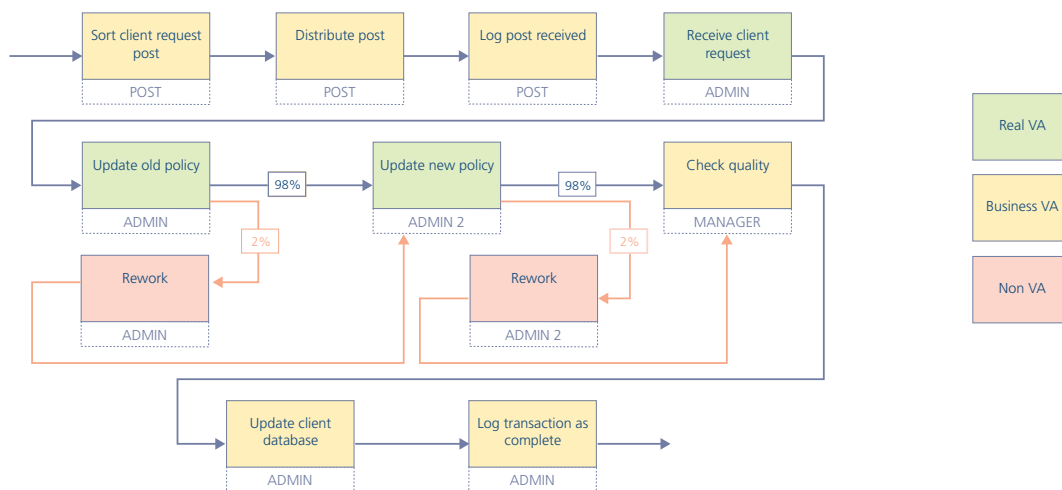 Sort client request
post
Distribute post
Log post received
Receive client
request
POST
POST
POST
ADMIN
Real VA
Update old policy
98%
Update new policy
98%
Check quality
ADMIN
ADMIN 2
MANAGER
Business VA
2%
2%
Rework
Rework
Non VA
ADMIN
ADMIN 2
Update client
database
Log transaction as
complete
ADMIN
ADMIN